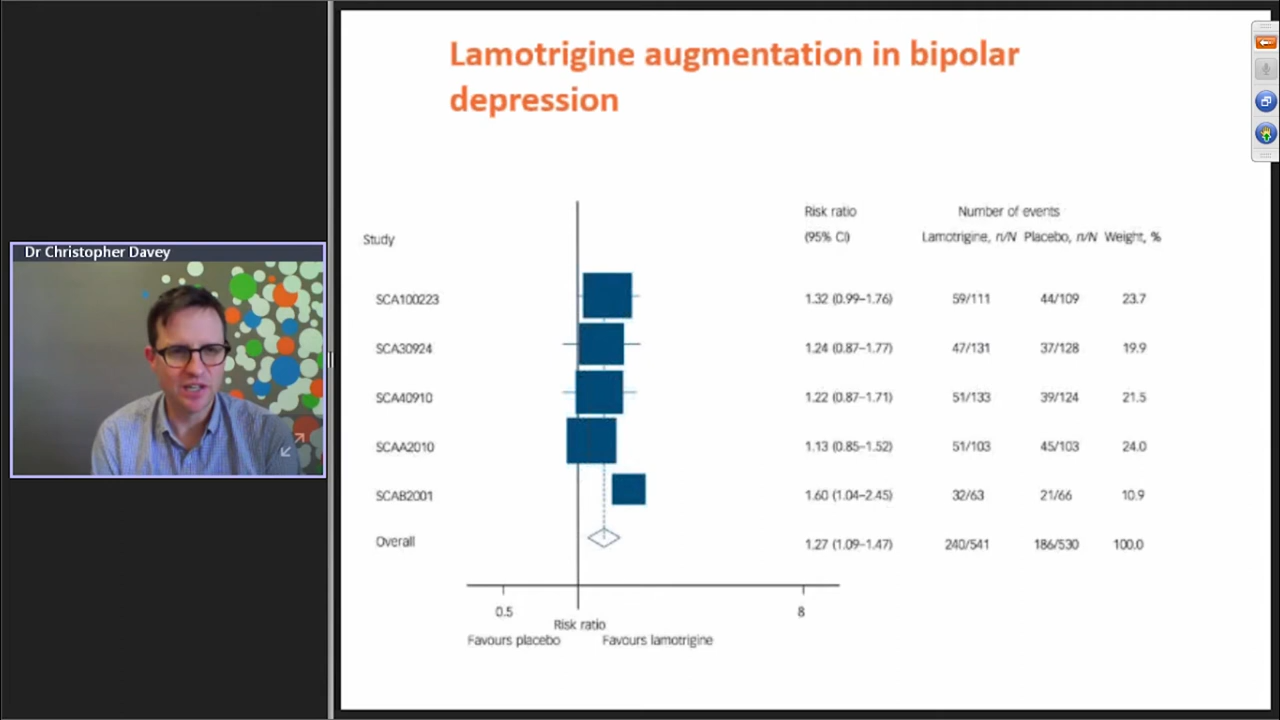 Lamotrigine augmentation in bipolar
depression
Dr Christopher Davey
Risk ratio Number of events
Study (95% CI) Lamotrigine, n/N Placebo, n/N Weight, %
SCA100223 1.32 (0.99–1.76) 59/111 44/109 23.7
SCA30924 1.24 (0.87–1.77) 47/131 37/128 19.9
SCA40910 1.22 (0.87–1.71) 51/133 39/124 21.5
SCAA2010 1.13 (0.85–1.52) 51/103 45/103 24.0
SCAB2001 1.60 (1.04–2.45) 32/63 21/66 10.9
Overall 1.27 (1.09–1.47) 240/541 186/530 100.0
0.5 8
Risk ratio
Favours placebo Favours lamotrigine